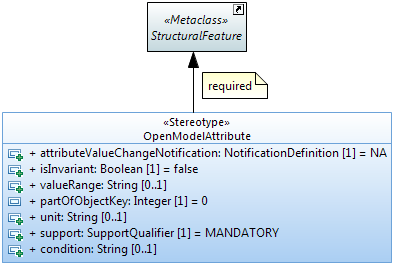 «Metaclass»
StructuralFeature
required
«Stereotype»
OpenModelAttribute
+ attributeValueChangeNotification: NotificationDefinition [1] = NA
+ isInvariant: Boolean [1] = false
+ valueRange: String [0..1]
+ partOfObjectKey: Integer [1] = 0
+ unit: String [0..1]
+ support: SupportQualifier [1] = MANDATORY
+ condition: String [0..1]